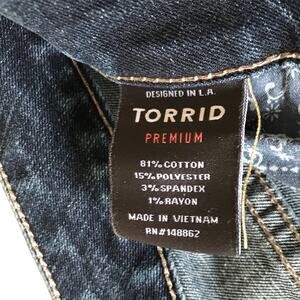 DESIGNED IN L.A.
TORRID
PREMIUM
81% COTTON
15% POLYESTER
3% SPANDEX
1% RAYON
MADE IN VIETNAM
RN#148862